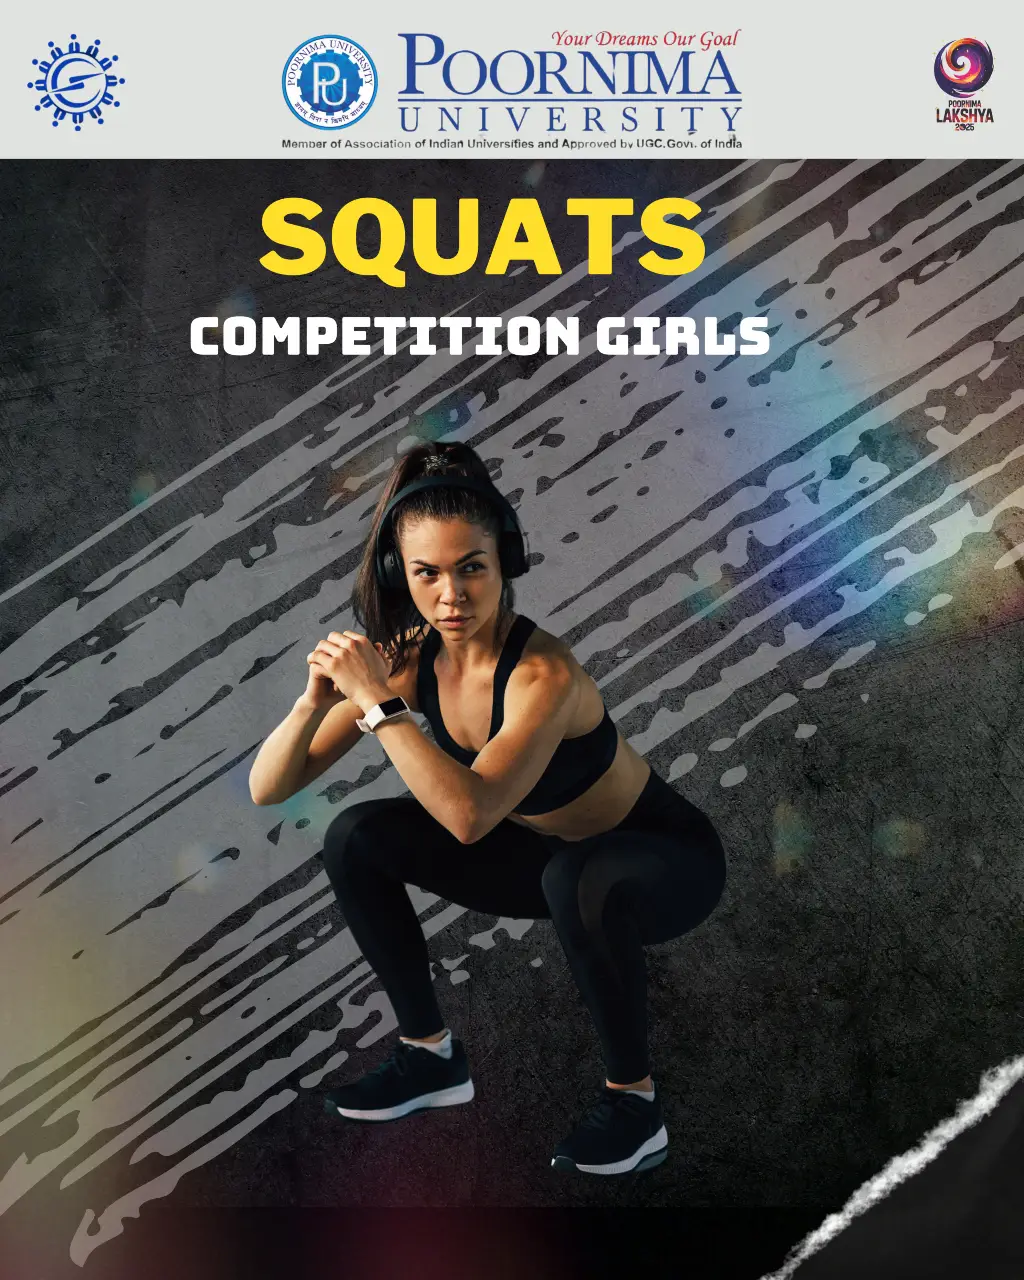 Your Dreams Our Goal
POORNIMA UNIVERSITY
PU
POORNIMA
UNIVERSITY
Member of Association of Indian Universities and Approved by UGC.Govt. of India
POORNIMA
LAKSHYA
2025
SQUATS
COMPETITION GIRLS